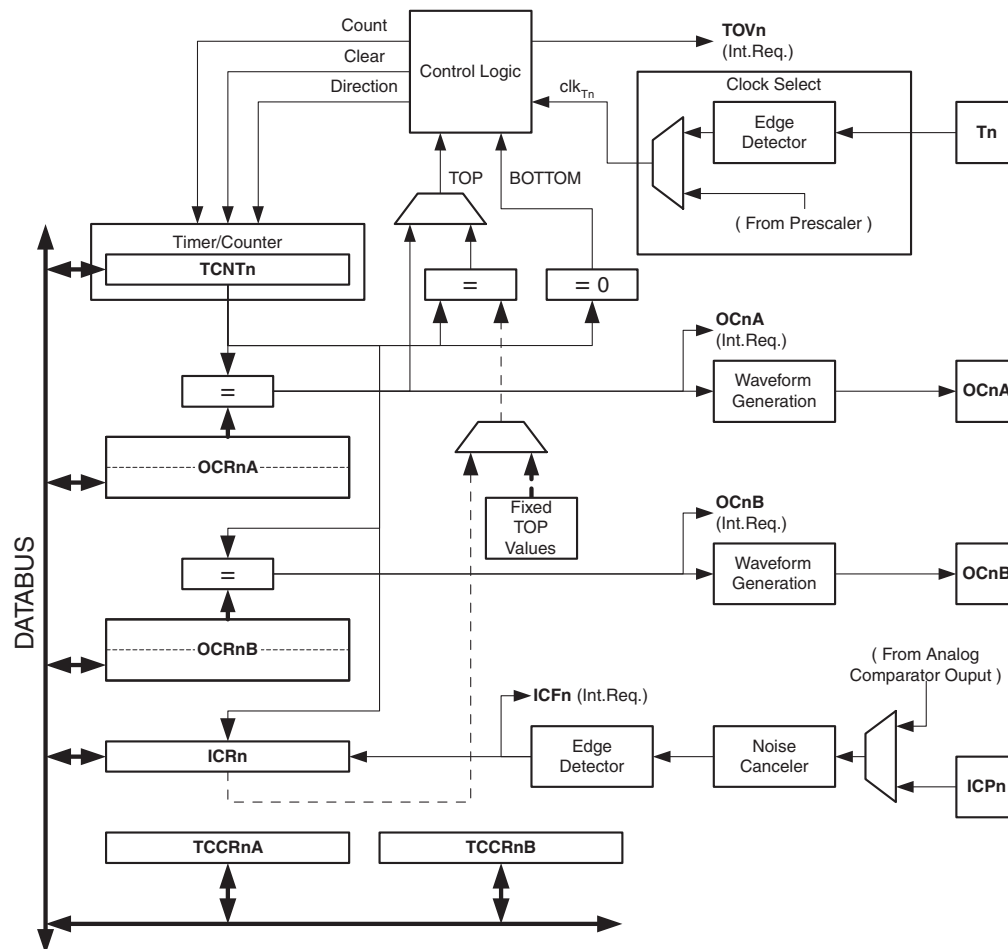 Count
Clear
Direction
Control Logic
TOVn
(Int.Req.)
clkTn
Clock Select
Edge
Detector
Tn
( From Prescaler )
TOP
BOTTOM
Timer/Counter
TCNTn
=
= 0
OCnA
(Int.Req.)
=
Waveform
Generation
OCnA
OCRnA
Fixed
TOP
Values
OCnB
(Int.Req.)
=
Waveform
Generation
OCnB
OCRnB
DATABUS
( From Analog
Comparator Ouput )
ICFn (Int.Req.)
ICRn
Edge
Detector
Noise
Canceler
ICPn
TCCRnA
TCCRnB